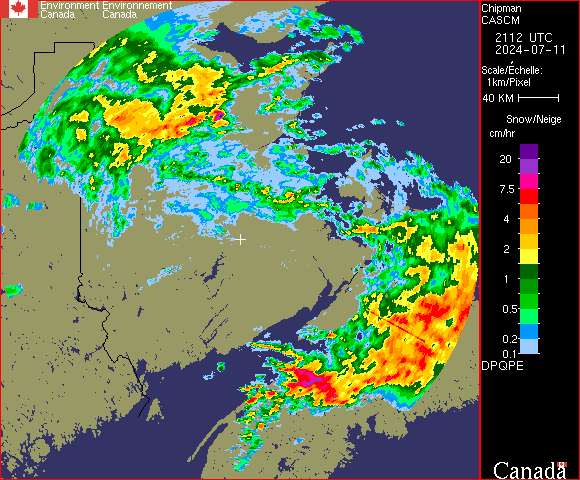 Environment Environnement
Canada Canada
Chipman
CASCM
2112 UTC
2024-07-11
Scale/Échelle:
1km/Pixel
40 KM
Snow/Neige
cm/hr
20
7.5
4
2
1
0.5
0.2
0.1
DPQPE
Canada